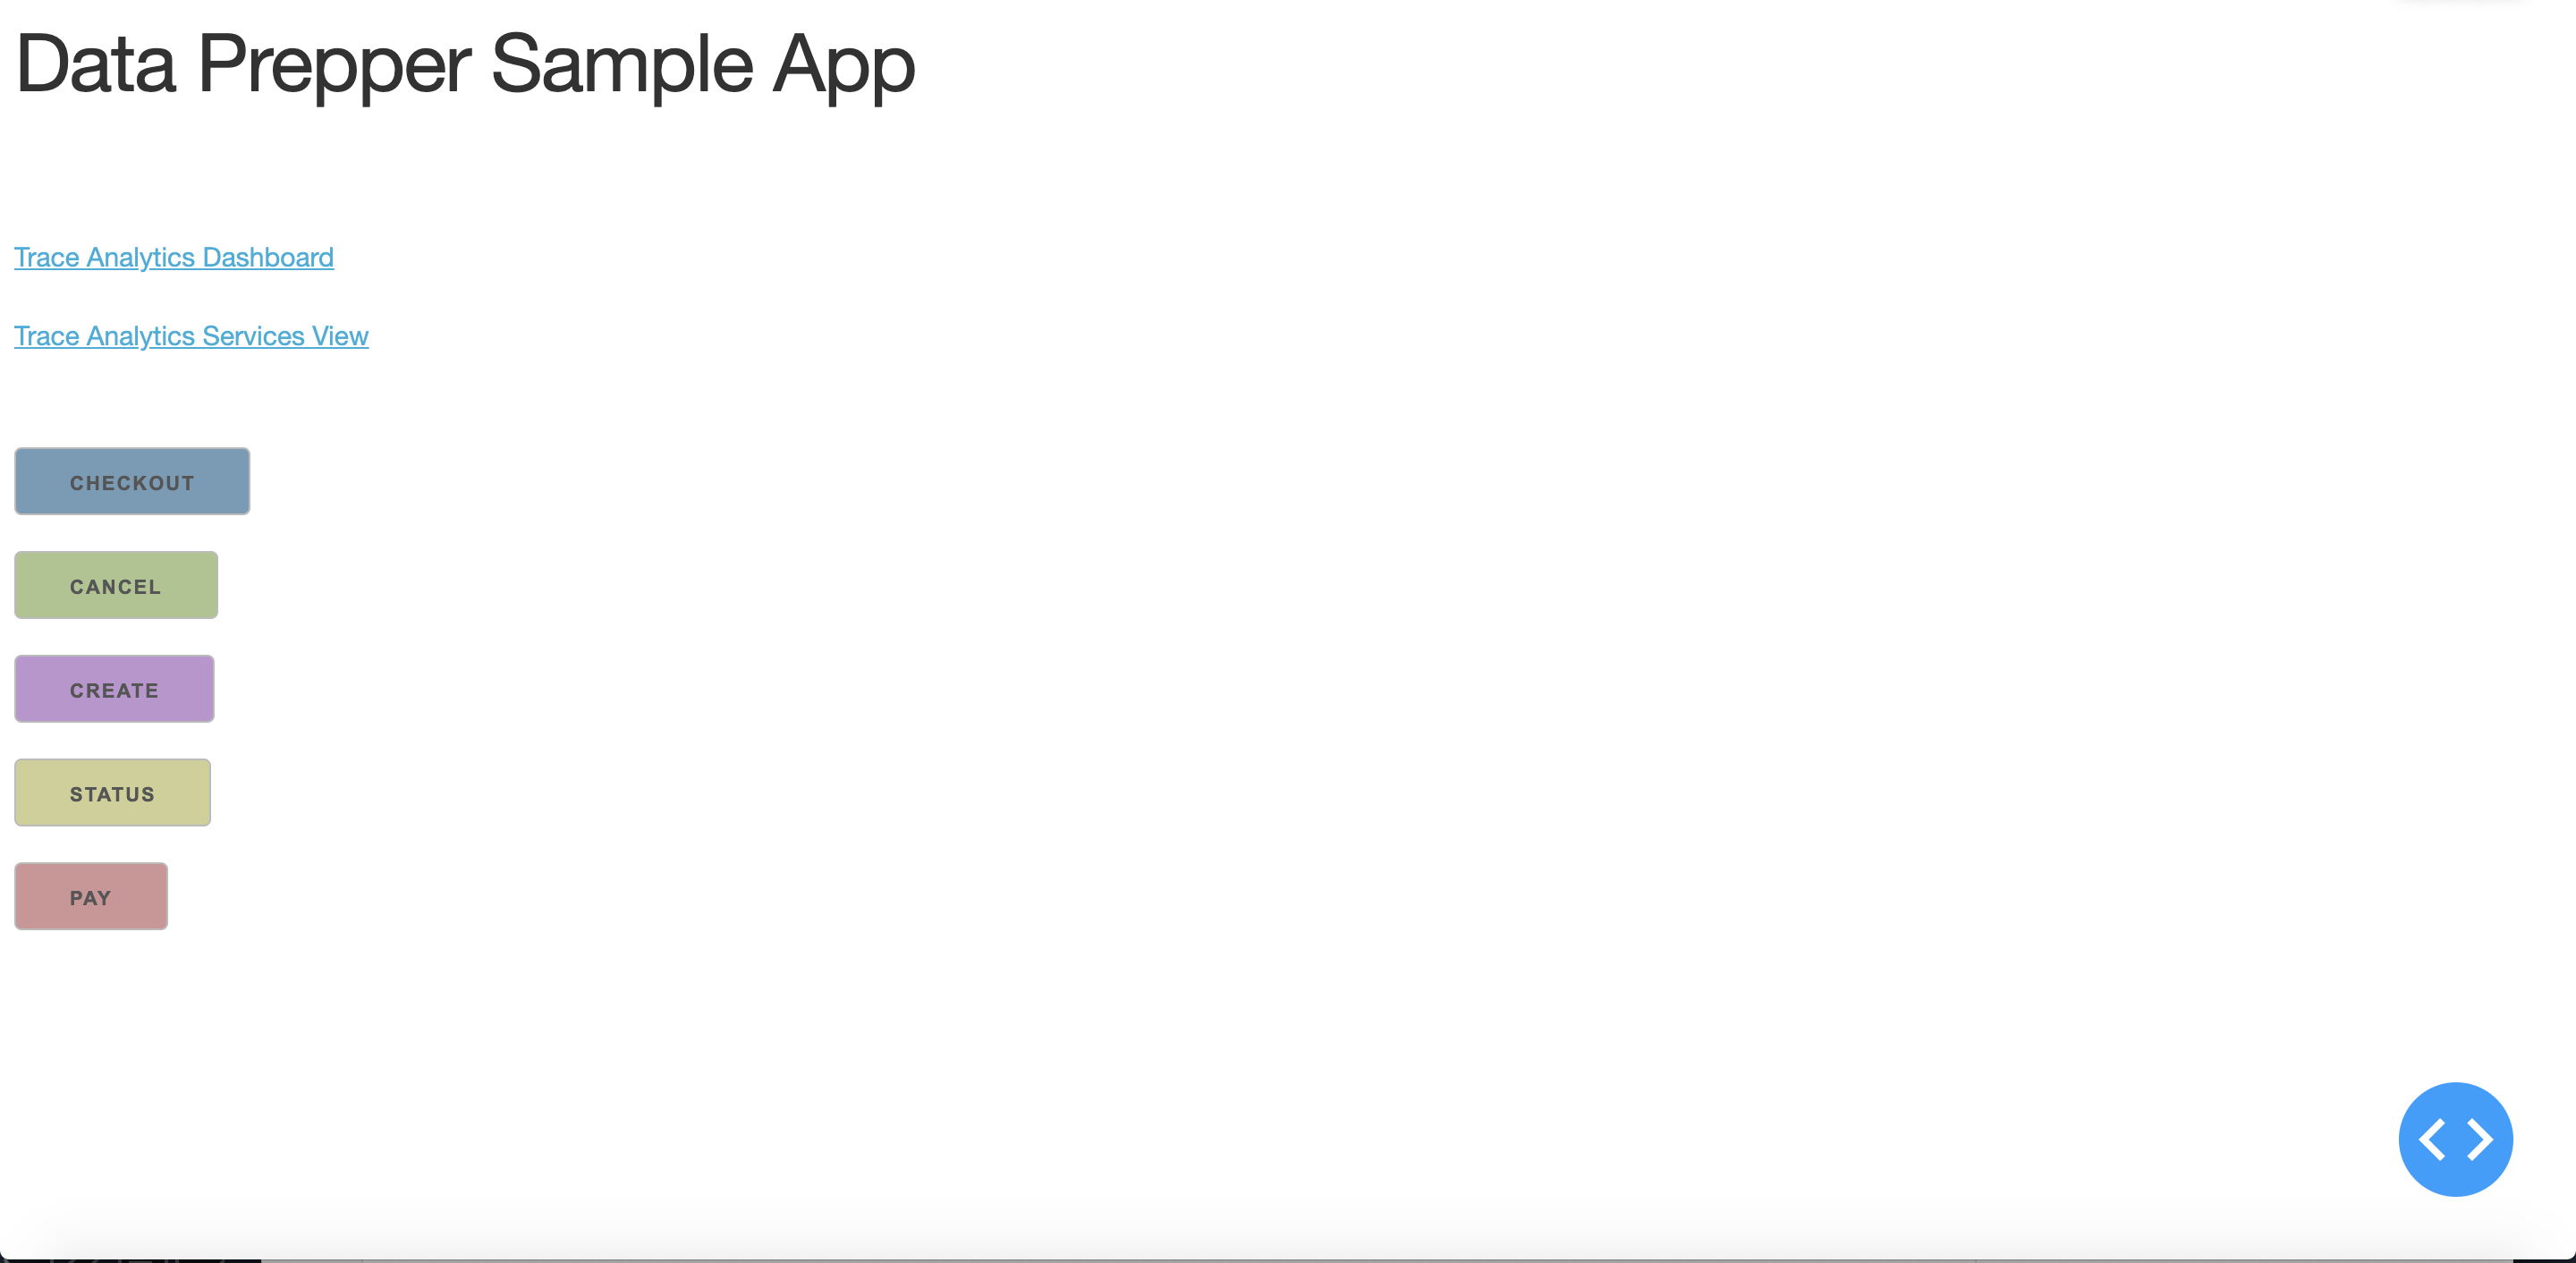 Data Prepper Sample App
Trace Analytics Dashboard
Trace Analytics Services View
CHECKOUT
CANCEL
CREATE
STATUS
PAY